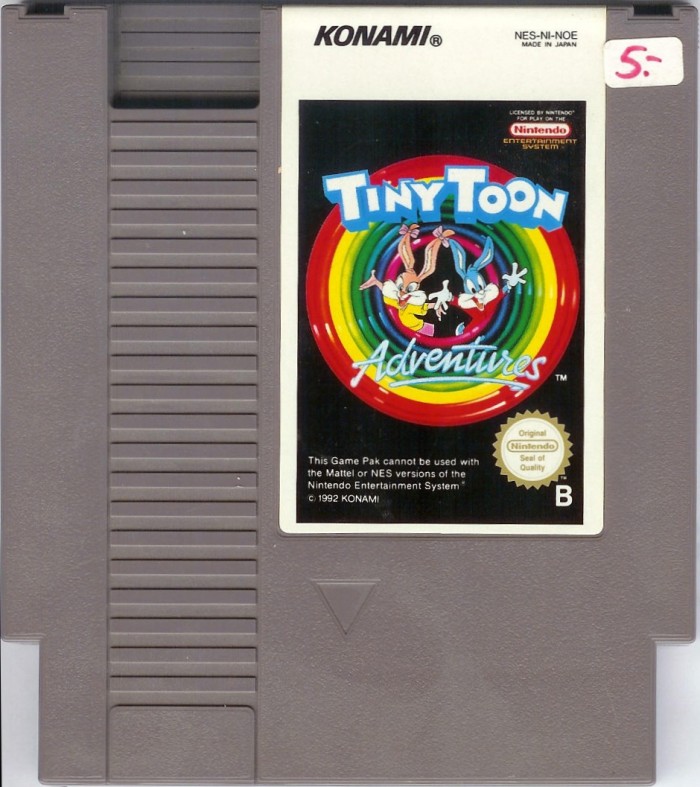 KONAMI®
NES-NI-NOE
MADE IN JAPAN
5.-
LICENSED BY NINTENDO®
FOR PLAY ON THE
Nintendo
ENTERTAINMENT
SYSTEM
TINY TOON
Adventures
TM
Original
Nintendo
Seal of
Quality
TM
This Game Pak cannot be used with
the Mattel or NES versions of the
Nintendo Entertainment System®
© 1992 KONAMI
B